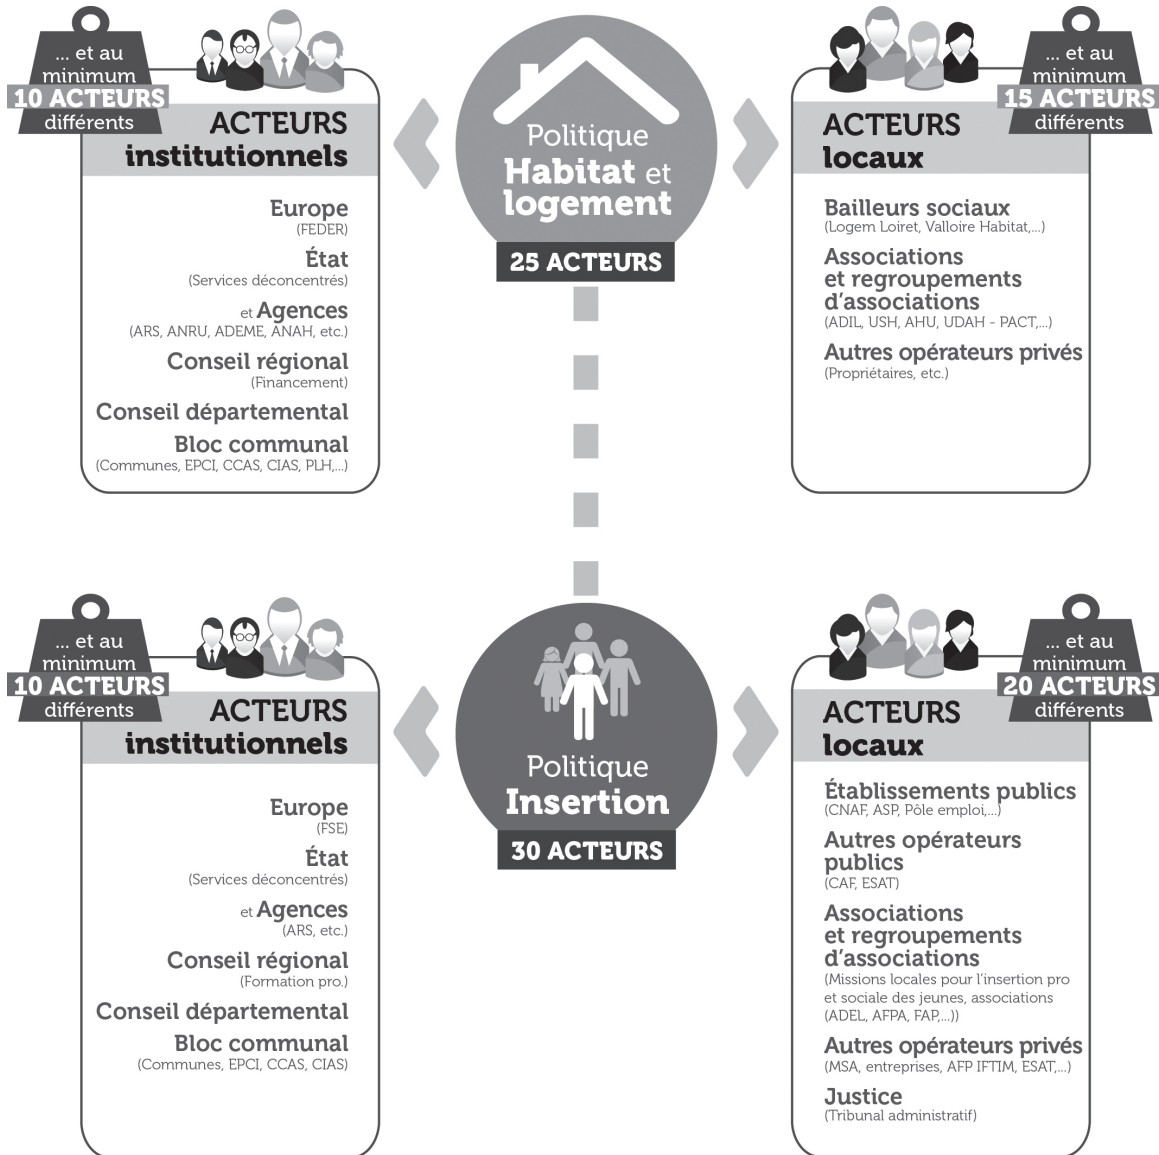 ... et au
minimum
10 ACTEURS
différents
ACTEURS
institutionnels
Europe
(FEDER)
État
(Services déconcentrés)
et Agences
(ARS, ANRU, ADEME, ANAH, etc.)
Conseil régional
(Financement)
Conseil départemental
Bloc communal
(Communes, EPCI, CCAS, CIAS, PLH,...)
Politique
Habitat et
logement
25 ACTEURS
... et au
minimum
15 ACTEURS
différents
ACTEURS
locaux
Bailleurs sociaux
(Logem Loiret, Valloire Habitat,...)
Associations
et regroupements
d'associations
(ADIL, USH, AHU, UDAH - PACT,...)
Autres opérateurs privés
(Propriétaires, etc.)
... et au
minimum
10 ACTEURS
différents
ACTEURS
institutionnels
Europe
(FSE)
État
(Services déconcentrés)
et Agences
(ARS, etc.)
Conseil régional
(Formation pro.)
Conseil départemental
Bloc communal
(Communes, EPCI, CCAS, CIAS)
Politique
Insertion
30 ACTEURS
... et au
minimum
20 ACTEURS
différents
ACTEURS
locaux
Établissements publics
(CNAF, ASP, Pôle emploi,...)
Autres opérateurs
publics
(CAF, ESAT)
Associations
et regroupements
d'associations
(Missions locales pour l'insertion pro
et sociale des jeunes, associations
(ADEL, AFPA, FAP,...))
Autres opérateurs privés
(MSA, entreprises, AFP IFTIM, ESAT,...)
Justice
(Tribunal administratif)